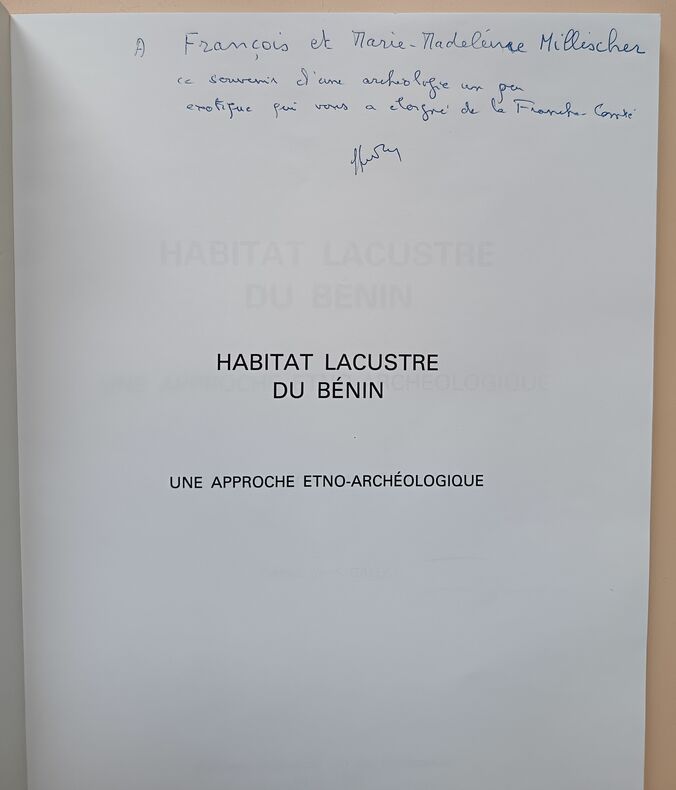 A François et Marie-Madeleine Millischer
ce souvenir d'une archéologie un peu
exotique qui vous a éloigné de la Franche-Comté
HABITAT LACUSTRE
DU BÉNIN
UNE APPROCHE ETNO-ARCHÉOLOGIQUE